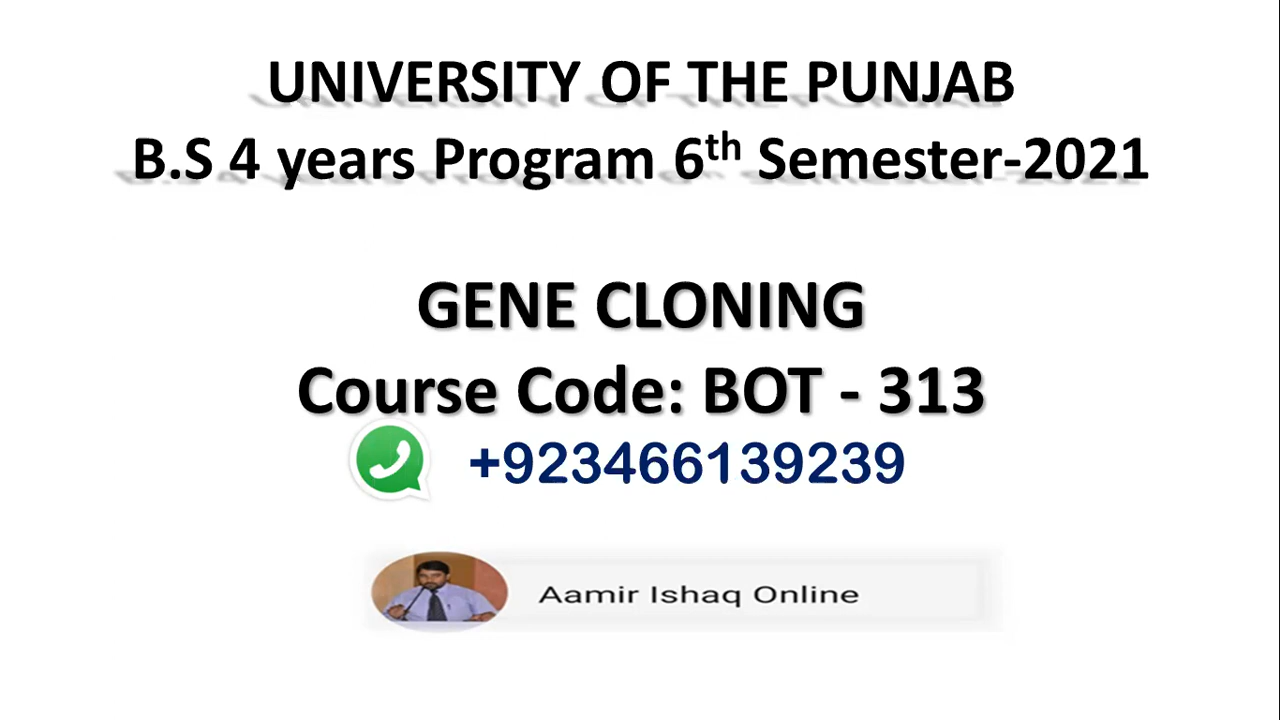 UNIVERSITY OF THE PUNJAB
B.S 4 years Program 6th Semester-2021
GENE CLONING
Course Code: BOT - 313
+923466139239
Aamir Ishaq Online